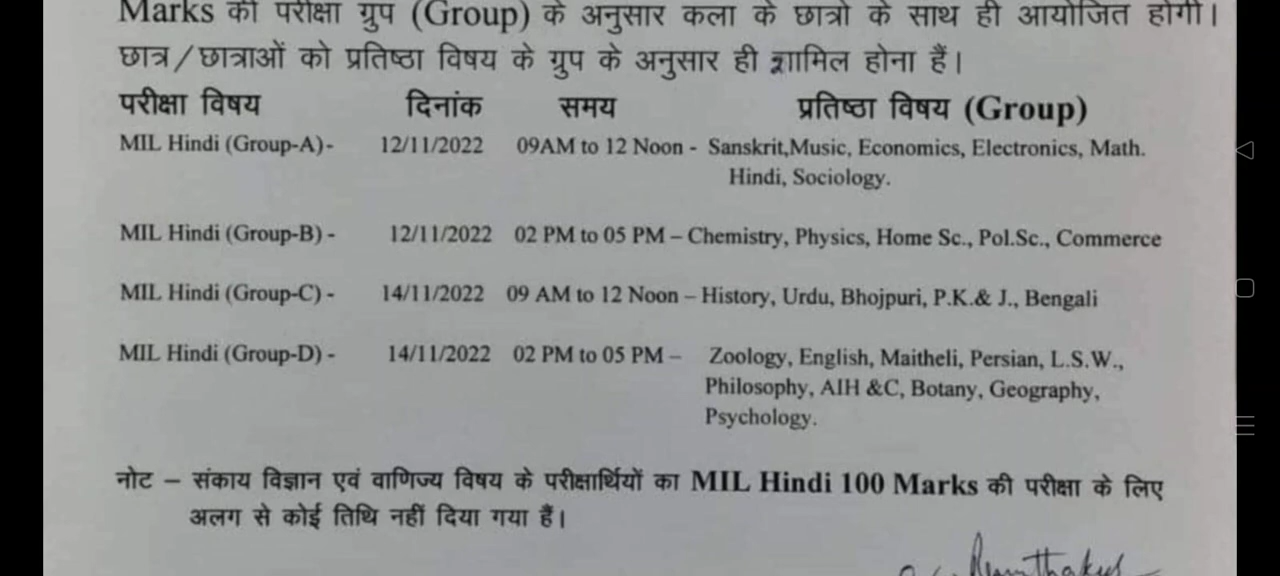 Marks की परीक्षा ग्रुप (Group) के अनुसार कला के छात्रो के साथ ही आयोजित होगी।
छात्र/छात्राओं को प्रतिष्ठा विषय के ग्रुप के अनुसार ही शामिल होना हैं।
परीक्षा विषय दिनांक समय प्रतिष्ठा विषय (Group)
MIL Hindi (Group-A)- 12/11/2022 09AM to 12 Noon - Sanskrit,Music, Economics, Electronics, Math.
Hindi, Sociology.
MIL Hindi (Group-B) - 12/11/2022 02 PM to 05 PM – Chemistry, Physics, Home Sc., Pol.Sc., Commerce
MIL Hindi (Group-C) - 14/11/2022 09 AM to 12 Noon – History, Urdu, Bhojpuri, P.K.& J., Bengali
MIL Hindi (Group-D) - 14/11/2022 02 PM to 05 PM – Zoology, English, Maitheli, Persian, L.S.W.,
Philosophy, AIH &C, Botany, Geography,
Psychology.
नोट – संकाय विज्ञान एवं वाणिज्य विषय के परीक्षार्थियों का MIL Hindi 100 Marks की परीक्षा के लिए
अलग से कोई तिथि नहीं दिया गया हैं।